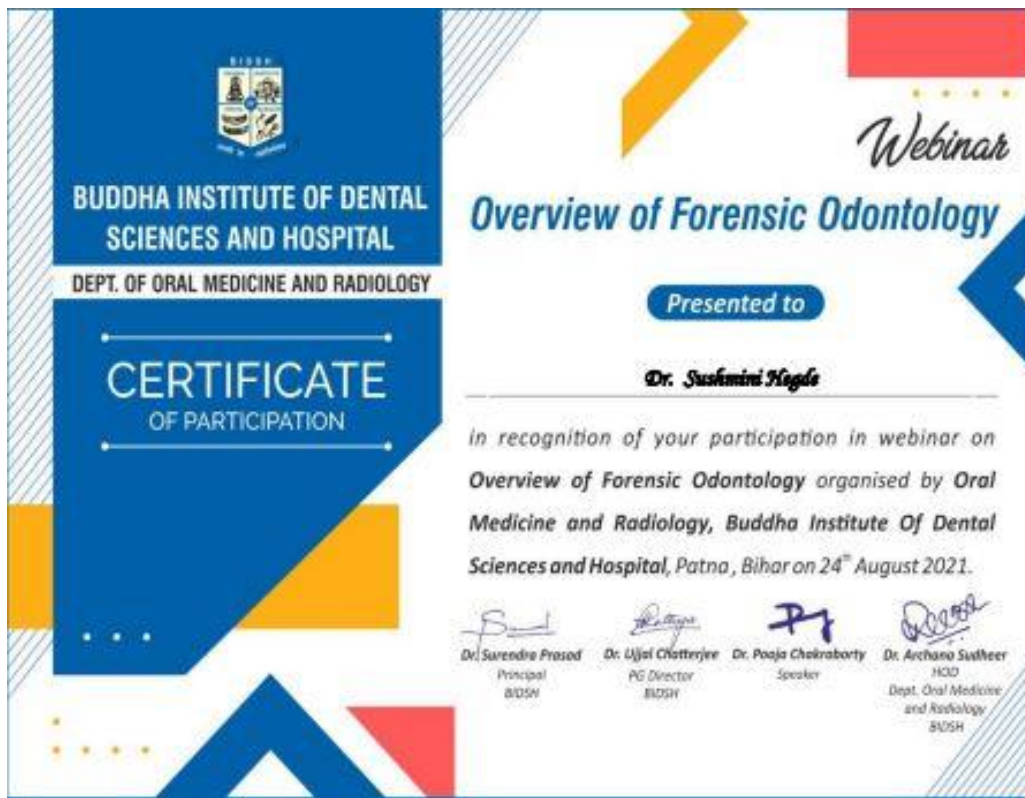 BIDSH
BUDDHA INSTITUTE OF DENTAL
SCIENCES AND HOSPITAL
DEPT. OF ORAL MEDICINE AND RADIOLOGY
CERTIFICATE
OF PARTICIPATION
Webinar
Overview of Forensic Odontology
Presented to
Dr. Sushmini Hegde
in recognition of your participation in webinar on
Overview of Forensic Odontology organised by Oral
Medicine and Radiology, Buddha Institute Of Dental
Sciences and Hospital, Patna, Bihar on 24th August 2021.
Dr. Surendra Prasad
Principal
BIDSH
Dr. Ujjal Chatterjee
PG Director
BIDSH
Dr. Pooja Chakraborty
Speaker
Dr. Archana Sudheer
HOD
Dept. Oral Medicine
and Radiology
BIDSH